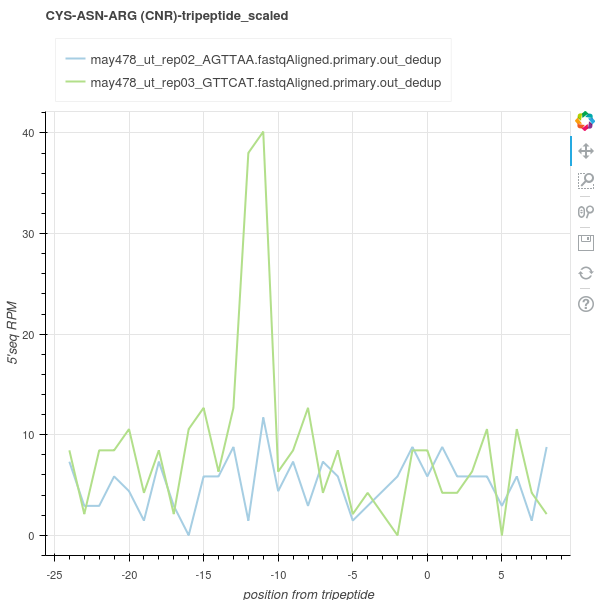 CYS-ASN-ARG (CNR)-tripeptide_scaled
may478_ut_rep02_AGTTAA.fastqAligned.primary.out_dedup
may478_ut_rep03_GTTCAT.fastqAligned.primary.out_dedup
40
30
20
10
0
5'seq RPM
-25 -20 -15 -10 -5 0 5
position from tripeptide